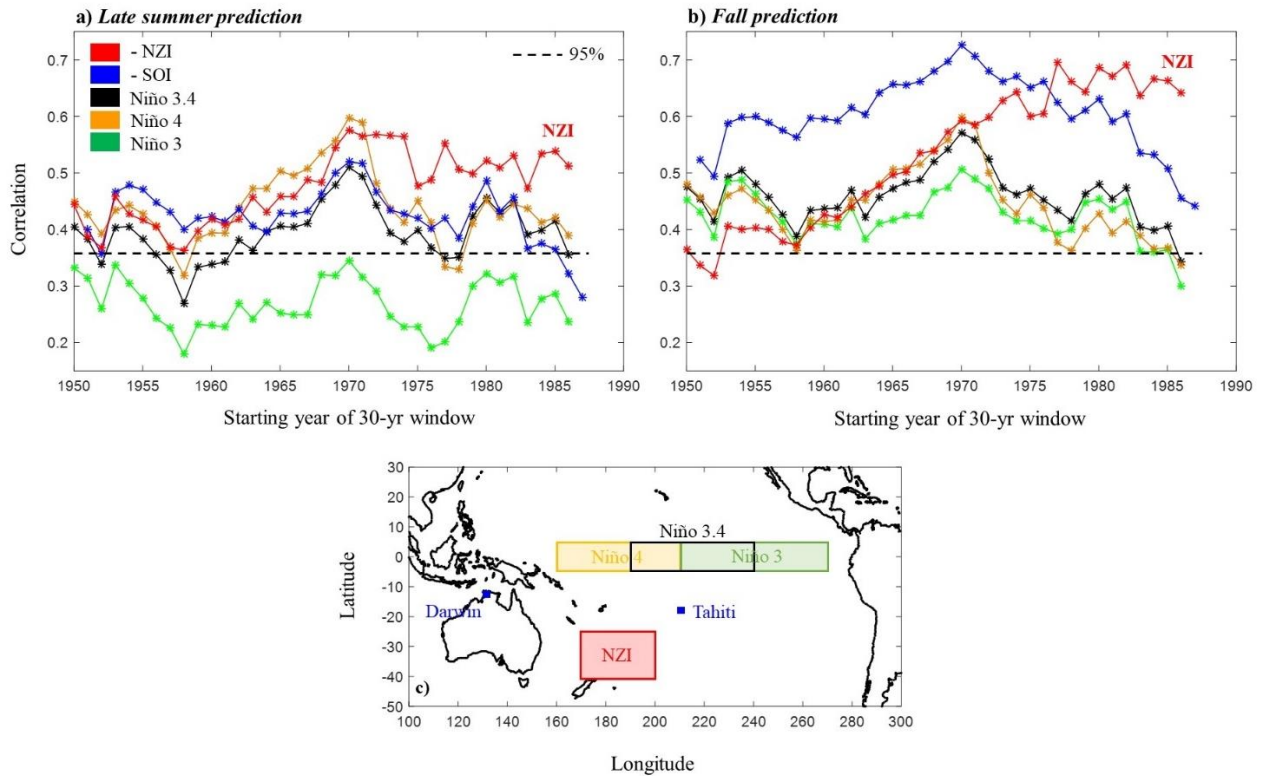 a) Late summer prediction
b) Fall prediction
- NZI
- SOI
Niño 3.4
Niño 4
Niño 3
95%
NZI
0.7
0.6
0.5
0.4
0.3
0.2
Correlation
1950 1955 1960 1965 1970 1975 1980 1985 1990
Starting year of 30-yr window
NZI
0.7
0.6
0.5
0.4
0.3
0.2
1950 1955 1960 1965 1970 1975 1980 1985 1990
Starting year of 30-yr window
30
20
10
0
-10
-20
-30
-40
-50
Latitude
Niño 3.4
Niño 4
Niño 3
Darwin
Tahiti
NZI
c)
100 120 140 160 180 200 220 240 260 280 300
Longitude